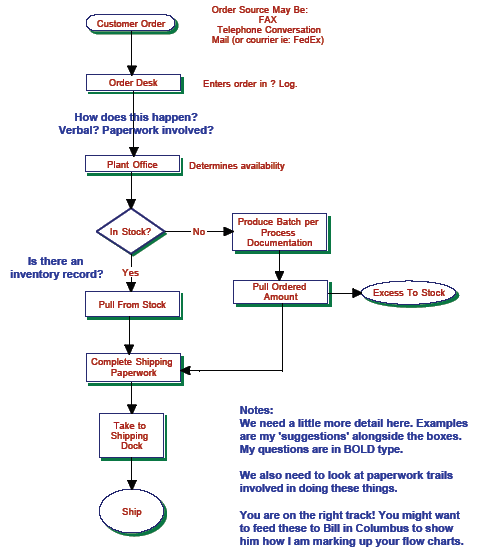 Order Source May Be:
FAX
Telephone Conversation
Mail (or courrier ie: FedEx)
Customer Order
Order Desk
Enters order in ? Log.
How does this happen?
Verbal? Paperwork involved?
Plant Office
Determines availability
In Stock?
No
Produce Batch per
Process
Documentation
Is there an
inventory record?
Yes
Pull From Stock
Pull Ordered
Amount
Excess To Stock
Complete Shipping
Paperwork
Take to
Shipping
Dock
Ship
Notes:
We need a little more detail here. Examples
are my 'suggestions' alongside the boxes.
My questions are in BOLD type.
We also need to look at paperwork trails
involved in doing these things.
You are on the right track! You might want
to feed these to Bill in Columbus to show
him how I am marking up your flow charts.